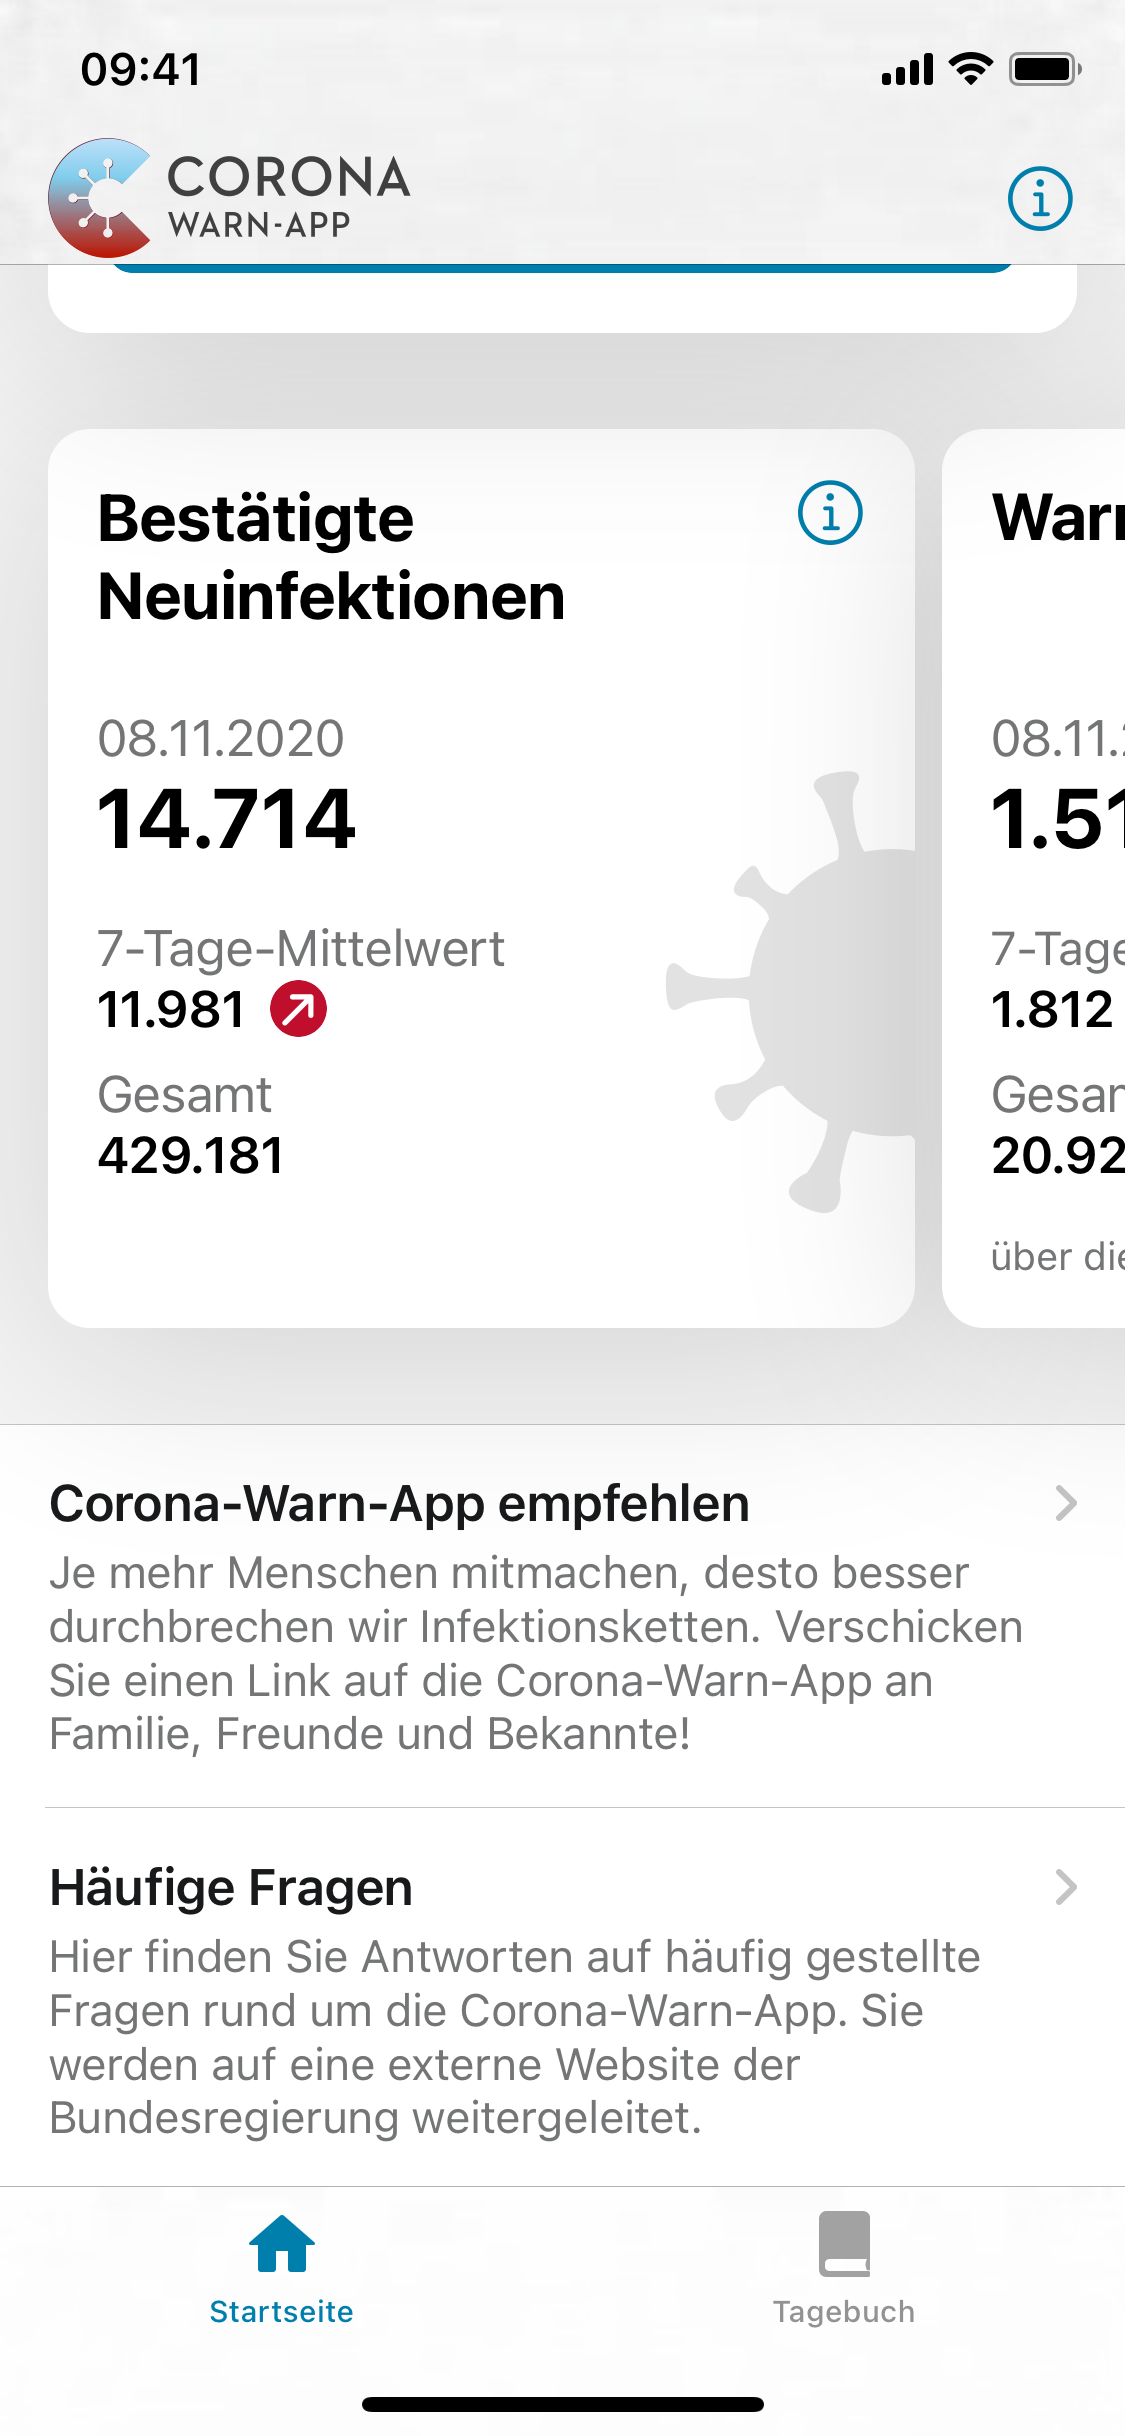 09:41
CORONA
WARN-APP
Bestätigte
Neuinfektionen
08.11.2020
14.714
7-Tage-Mittelwert
11.981
Gesamt
429.181
08.11.
1.51
7-Tage
1.812
20.92
über die
Corona-Warn-App empfehlen
Je mehr Menschen mitmachen, desto besser
durchbrechen wir Infektionsketten. Verschicken
Sie einen Link auf die Corona-Warn-App an
Familie, Freunde und Bekannte!
Häufige Fragen
Hier finden Sie Antworten auf häufig gestellte
Fragen rund um die Corona-Warn-App. Sie
werden auf eine externe Website der
Bundesregierung weitergeleitet.
Startseite
Tagebuch